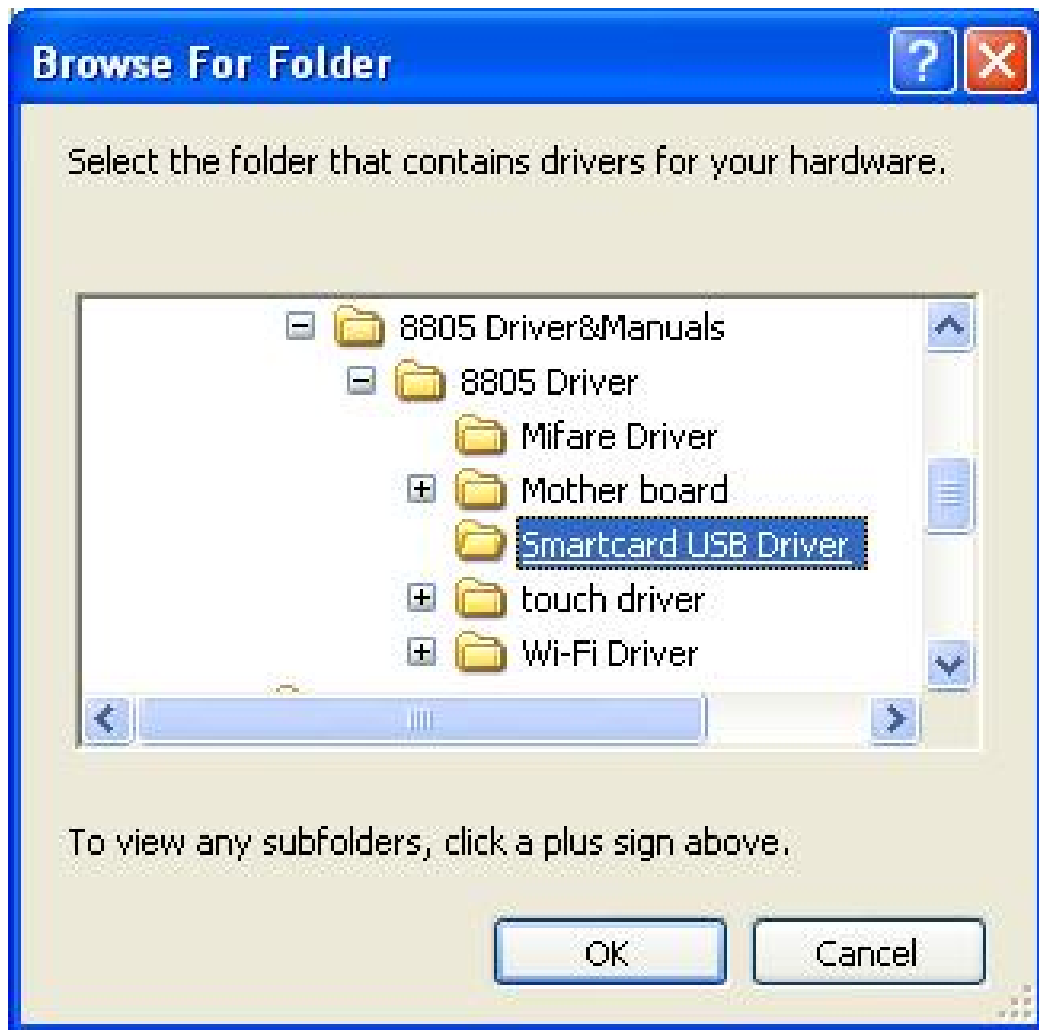 Browse For Folder
Select the folder that contains drivers for your hardware.
8805 Driver&Manuals
8805 Driver
Mifare Driver
Mother board
Smartcard USB Driver
touch driver
Wi-Fi Driver
To view any subfolders, click a plus sign above.
OK Cancel